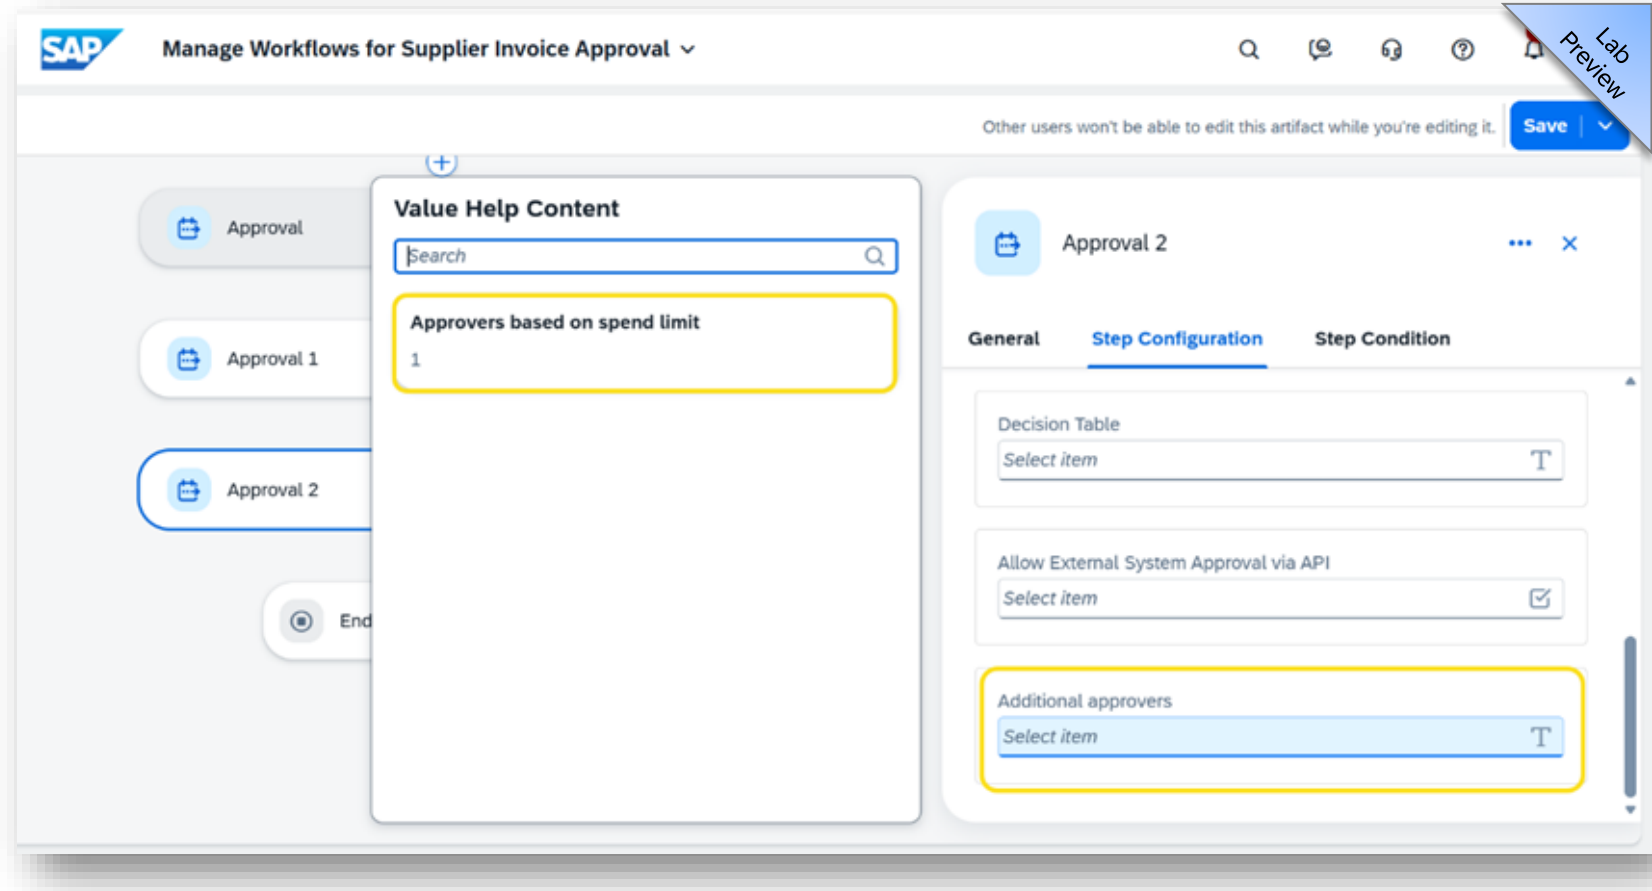 SAP
Manage Workflows for Supplier Invoice Approval
Lab
Preview
Other users won't be able to edit this artifact while you're editing it.
Save
Approval
Approval 1
Approval 2
End
Value Help Content
Search
Approvers based on spend limit
1
Approval 2
General
Step Configuration
Step Condition
Decision Table
Select item
Allow External System Approval via API
Select item
Additional approvers
Select item